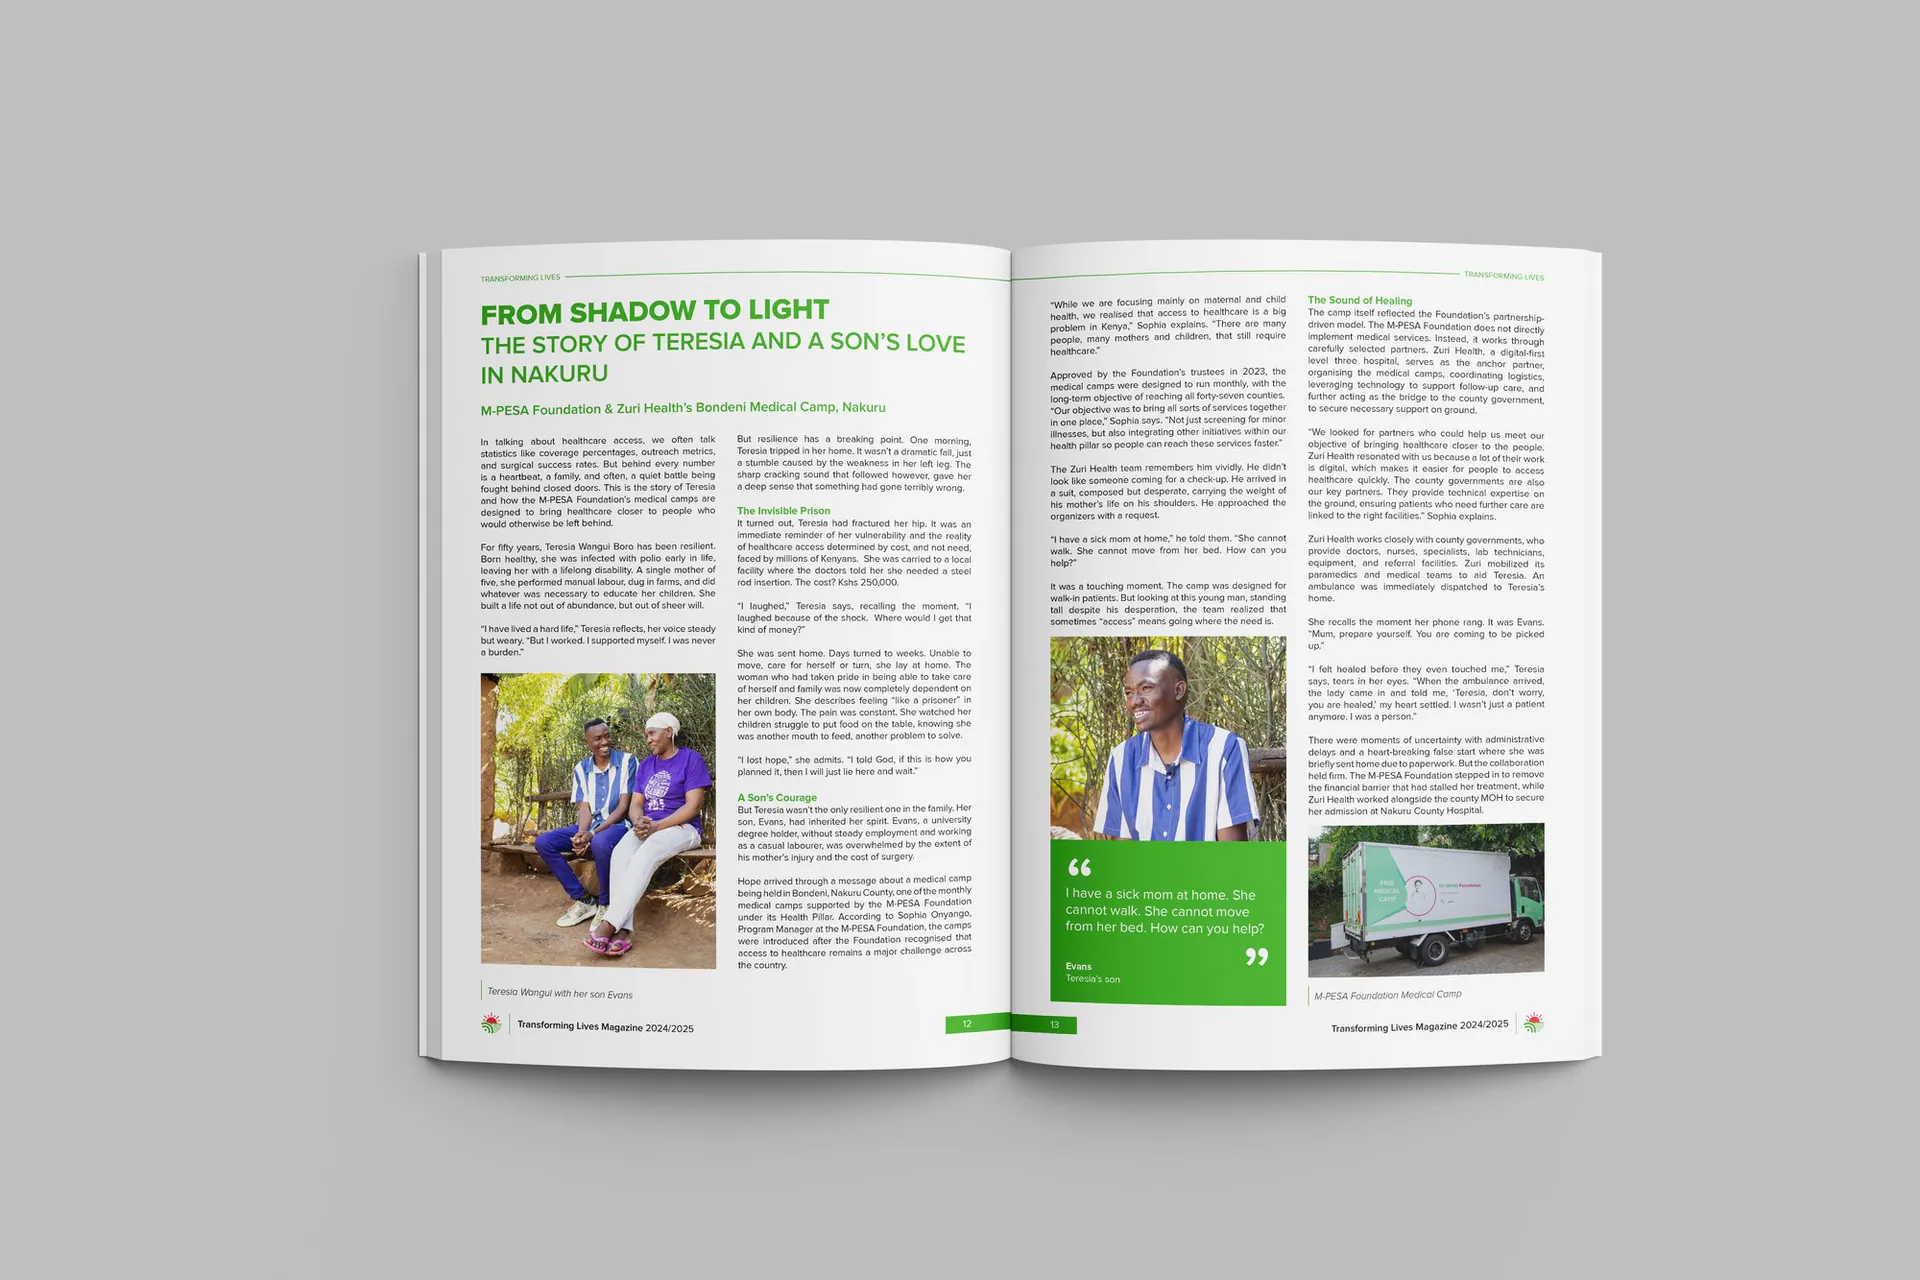 TRANSFORMING LIVES
FROM SHADOW TO LIGHT
THE STORY OF TERESIA AND A SON'S LOVE
IN NAKURU
M-PESA Foundation & Zuri Health's Bondeni Medical Camp, Nakuru
In talking about healthcare access, we often talk
statistics like coverage percentages, outreach metrics,
and surgical success rates. But behind every number
is a heartbeat, a family, and often, a quiet battle being
fought behind closed doors. This is the story of Teresia
and how the M-PESA Foundation's medical camps are
designed to bring healthcare closer to people who
would otherwise be left behind.
For fifty years, Teresia Wangui Boro has been resilient.
Born healthy, she was infected with polio early in life,
leaving her with a lifelong disability. A single mother of
five, she performed manual labour, dug in farms, and did
whatever was necessary to educate her children. She
built a life not out of abundance, but out of sheer will.
"I have lived a hard life," Teresia reflects, her voice steady
but weary. "But I worked. I supported myself. I was never
a burden."
Teresia Wangui with her son Evans
But resilience has a breaking point. One morning,
Teresia tripped in her home. It wasn't a dramatic fall, just
a stumble caused by the weakness in her left leg. The
sharp cracking sound that followed however, gave her
a deep sense that something had gone terribly wrong.
The Invisible Prison
It turned out, Teresia had fractured her hip. It was an
immediate reminder of her vulnerability and the reality
of healthcare access determined by cost, and not need,
faced by millions of Kenyans. She was carried to a local
facility where the doctors told her she needed a steel
rod insertion. The cost? Kshs 250,000.
"I laughed," Teresia says, recalling the moment. "I
laughed because of the shock. Where would I get that
kind of money?"
She was sent home. Days turned to weeks. Unable to
move, care for herself or turn, she lay at home. The
woman who had taken pride in being able to take care
of herself and family was now completely dependent on
her children. She describes feeling "like a prisoner" in
her own body. The pain was constant. She watched her
children struggle to put food on the table, knowing she
was another mouth to feed, another problem to solve.
"I lost hope," she admits. "I told God, if this is how you
planned it, then I will just lie here and wait."
A Son's Courage
But Teresia wasn't the only resilient one in the family. Her
son, Evans, had inherited her spirit. Evans, a university
degree holder, without steady employment and working
as a casual labourer, was overwhelmed by the extent of
his mother's injury and the cost of surgery.
Hope arrived through a message about a medical camp
being held in Bondeni, Nakuru County, one of the monthly
medical camps supported by the M-PESA Foundation
under its Health Pillar. According to Sophia Onyango,
Program Manager at the M-PESA Foundation, the camps
were introduced after the Foundation recognised that
access to healthcare remains a major challenge across
the country.
Transforming Lives Magazine 2024/2025
12
TRANSFORMING LIVES
"While we are focusing mainly on maternal and child
health, we realised that access to healthcare is a big
problem in Kenya," Sophia explains. "There are many
people, many mothers and children, that still require
healthcare."
Approved by the Foundation's trustees in 2023, the
medical camps were designed to run monthly, with the
long-term objective of reaching all forty-seven counties.
"Our objective was to bring all sorts of services together
in one place," Sophia says. "Not just screening for minor
illnesses, but also integrating other initiatives within our
health pillar so people can reach these services faster."
The Zuri Health team remembers him vividly. He didn't
look like someone coming for a check-up. He arrived in
a suit, composed but desperate, carrying the weight of
his mother's life on his shoulders. He approached the
organizers with a request.
"I have a sick mom at home," he told them. "She cannot
walk. She cannot move from her bed. How can you
help?"
It was a touching moment. The camp was designed for
walk-in patients. But looking at this young man, standing
tall despite his desperation, the team realized that
sometimes "access" means going where the need is.
“
I have a sick mom at home. She
cannot walk. She cannot move
from her bed. How can you help?
”
Evans
Teresia's son
The Sound of Healing
The camp itself reflected the Foundation's partnership-
driven model. The M-PESA Foundation does not directly
implement medical services. Instead, it works through
carefully selected partners. Zuri Health, a digital-first
level three hospital, serves as the anchor partner,
organising the medical camps, coordinating logistics,
leveraging technology to support follow-up care, and
further acting as the bridge to the county government,
to secure necessary support on ground.
"We looked for partners who could help us meet our
objective of bringing healthcare closer to the people.
Zuri Health resonated with us because a lot of their work
is digital, which makes it easier for people to access
healthcare quickly. The county governments are also
our key partners. They provide technical expertise on
the ground, ensuring patients who need further care are
linked to the right facilities." Sophia explains.
Zuri Health works closely with county governments, who
provide doctors, nurses, specialists, lab technicians,
equipment, and referral facilities. Zuri mobilized its
paramedics and medical teams to aid Teresia. An
ambulance was immediately dispatched to Teresia's
home.
She recalls the moment her phone rang. It was Evans.
"Mum, prepare yourself. You are coming to be picked
up."
"I felt healed before they even touched me," Teresia
says, tears in her eyes. "When the ambulance arrived,
the lady came in and told me, 'Teresia, don't worry,
you are healed,' my heart settled. I wasn't just a patient
anymore. I was a person."
There were moments of uncertainty with administrative
delays and a heart-breaking false start where she was
briefly sent home due to paperwork. But the collaboration
held firm. The M-PESA Foundation stepped in to remove
the financial barrier that had stalled her treatment, while
Zuri Health worked alongside the county MOH to secure
her admission at Nakuru County Hospital.
FREE
MEDICAL
CAMP
M-PESA Foundation
M-PESA Foundation Medical Camp
13
Transforming Lives Magazine 2024/2025